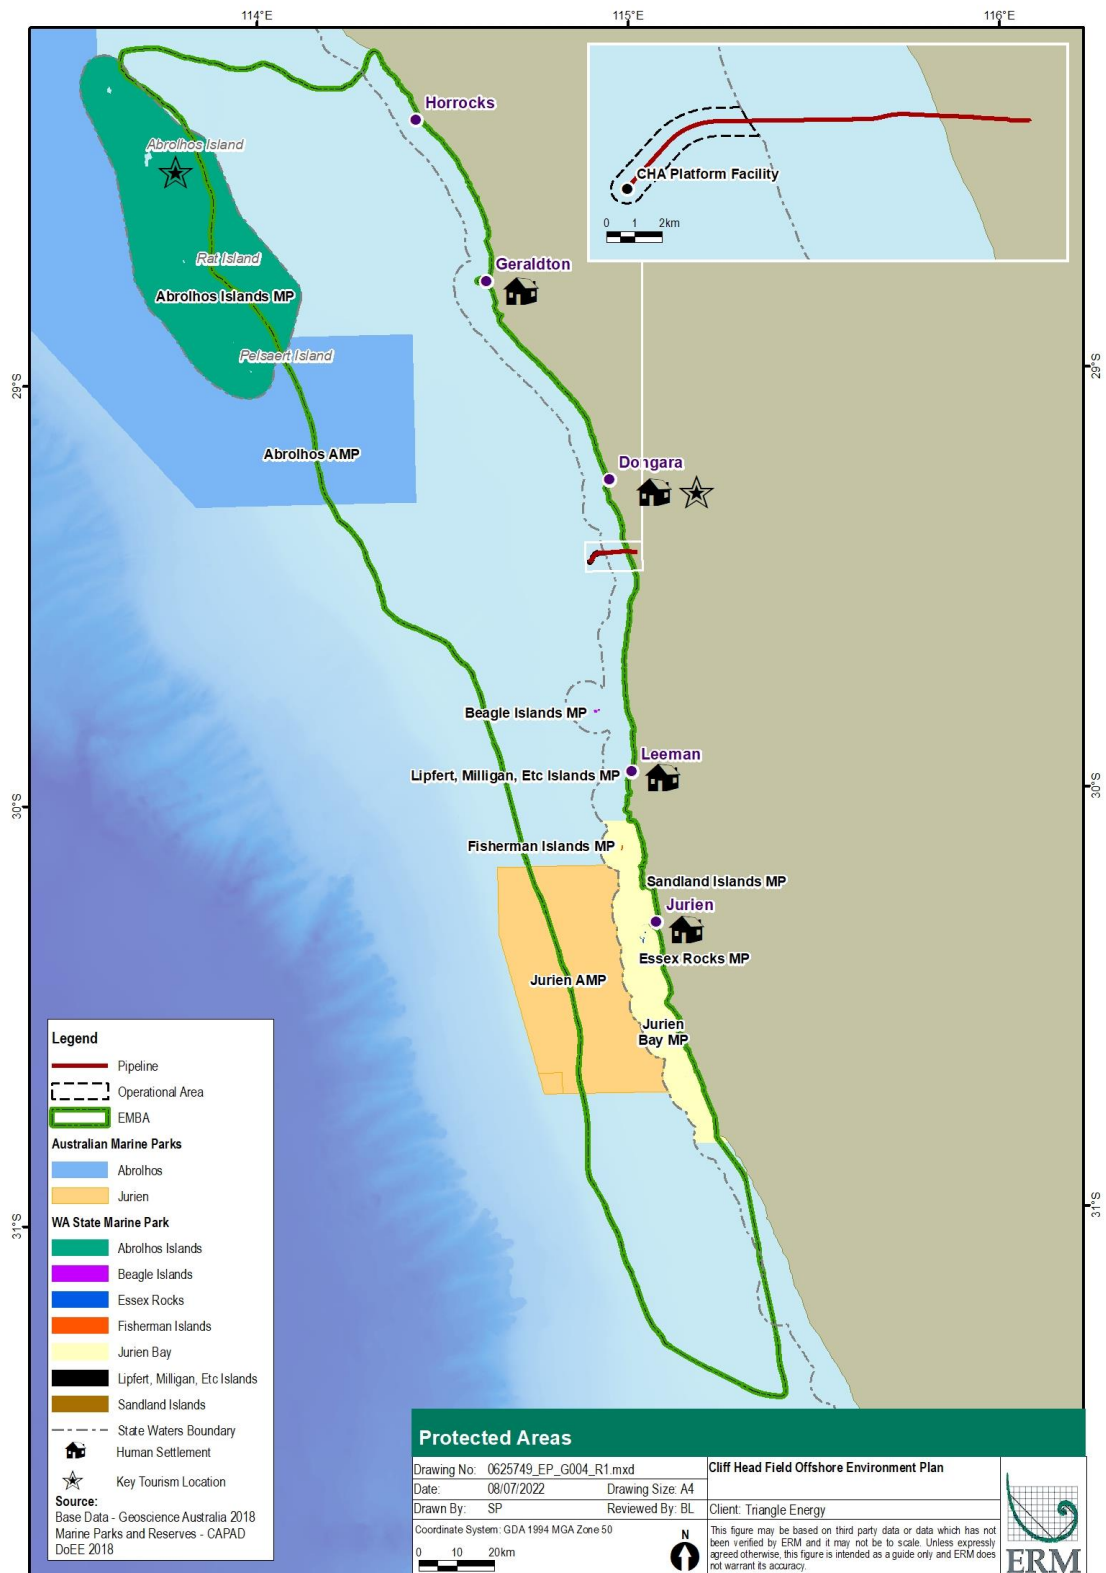 114°E
115°E
116°E
Horrocks
Abrolhos Island
CHA Platform Facility
0 1 2km
Geraldton
Rat Island
Abrolhos Islands MP
Pelsaert Island
29°S
29°S
Abrolhos AMP
Dongara
Beagle Islands MP
Leeman
Lipfert, Milligan, Etc Islands MP
30°S
30°S
Fisherman Islands MP
Sandland Islands MP
Jurien
Essex Rocks MP
Jurien AMP
Jurien
Bay MP
31°S
31°S
Legend
Pipeline
Operational Area
EMBA
Australian Marine Parks
Abrolhos
Jurien
WA State Marine Park
Abrolhos Islands
Beagle Islands
Essex Rocks
Fisherman Islands
Jurien Bay
Lipfert, Milligan, Etc Islands
Sandland Islands
State Waters Boundary
Human Settlement
Key Tourism Location
Source:
Base Data - Geoscience Australia 2018
Marine Parks and Reserves - CAPAD
DoEE 2018
Protected Areas
Drawing No: 0625749_EP_G004_R1.mxd
Date: 08/07/2022 Drawing Size: A4
Drawn By: SP Reviewed By: BL
Coordinate System: GDA 1994 MGA Zone 50
0 10 20km
N
Cliff Head Field Offshore Environment Plan
Client: Triangle Energy
This figure may be based on third party data or data which has not
been verified by ERM and it may not be to scale. Unless expressly
agreed otherwise, this figure is intended as a guide only and ERM does
not warrant its accuracy.
ERM